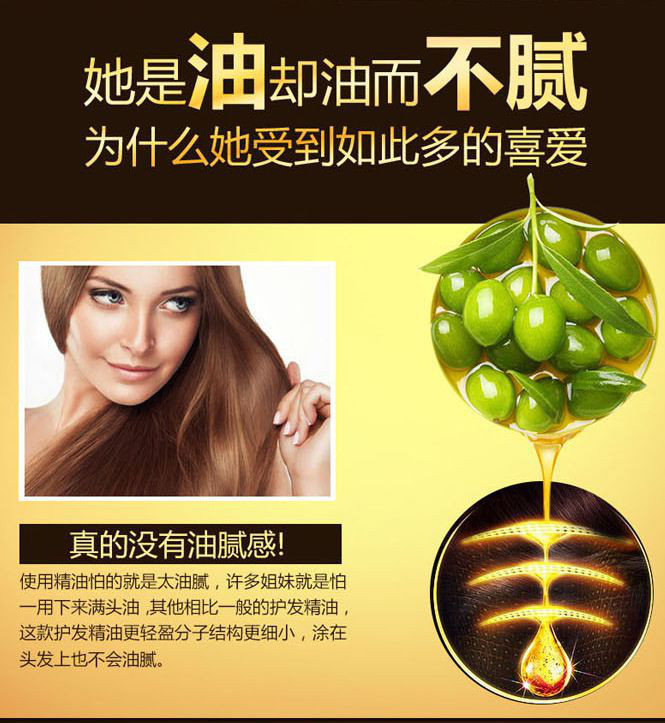 她是油却油而不腻
为什么她受到如此多的喜爱
真的没有油腻感!
使用精油怕的就是太油腻，许多姐妹就是怕
一用下来满头油,其他相比一般的护发精油，
这款护发精油更轻盈分子结构更细小，涂在
头发上也不会油腻。